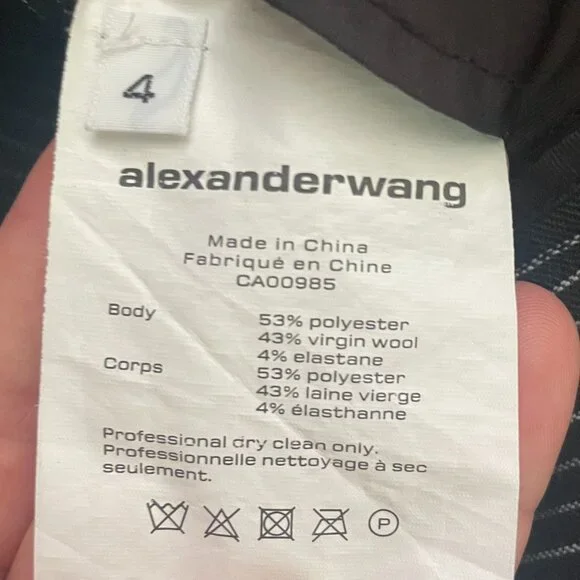 4
alexanderwang
Made in China
Fabriqué en Chine
CA00985
Body
53% polyester
43% virgin wool
4% elastane
Corps
53% polyester
43% laine vierge
4% élasthanne
Professional dry clean only.
Professionnelle nettoyage à sec
seulement.
P